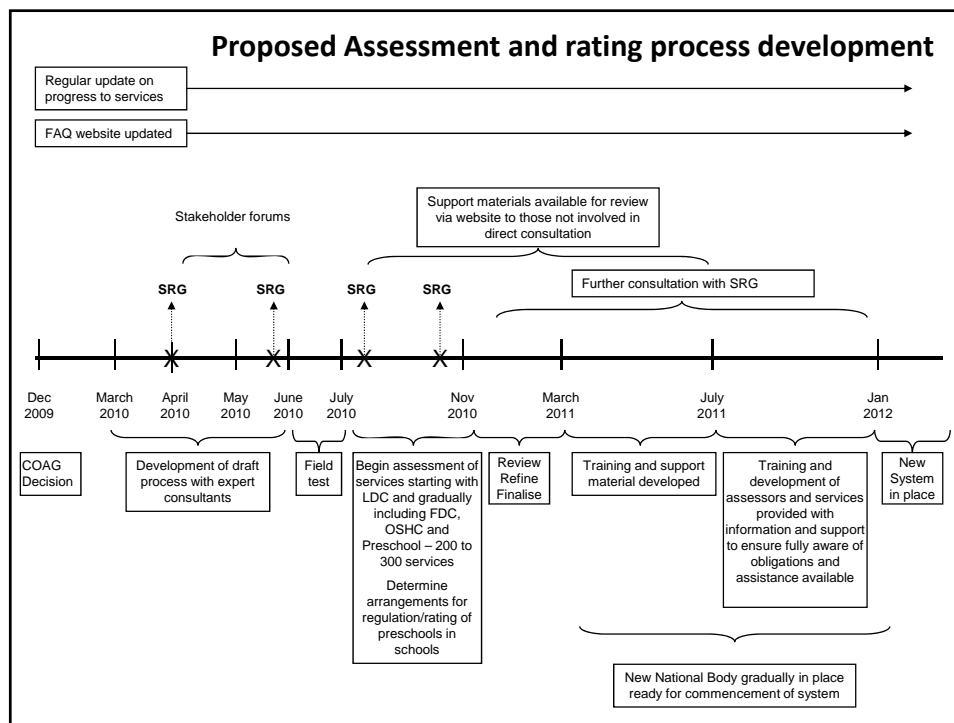 Proposed Assessment and rating process development
Regular update on
progress to services
FAQ website updated
Stakeholder forums
Support materials available for review
via website to those not involved in
direct consultation
Further consultation with SRG
SRG
SRG
SRG
SRG
X
X
X
X
Dec
2009
March
2010
April
2010
May
2010
June
2010
July
2010
Nov
2010
March
2011
July
2011
Jan
2012
COAG
Decision
Development of draft
process with expert
consultants
Field
test
Begin assessment of
services starting with
LDC and gradually
including FDC,
OSHC and
Preschool – 200 to
300 services
Determine
arrangements for
regulation/rating of
preschools in
schools
Review
Refine
Finalise
Training and support
material developed
Training and
development of
assessors and services
provided with
information and support
to ensure fully aware of
obligations and
assistance available
New
System
in place
New National Body gradually in place
ready for commencement of system